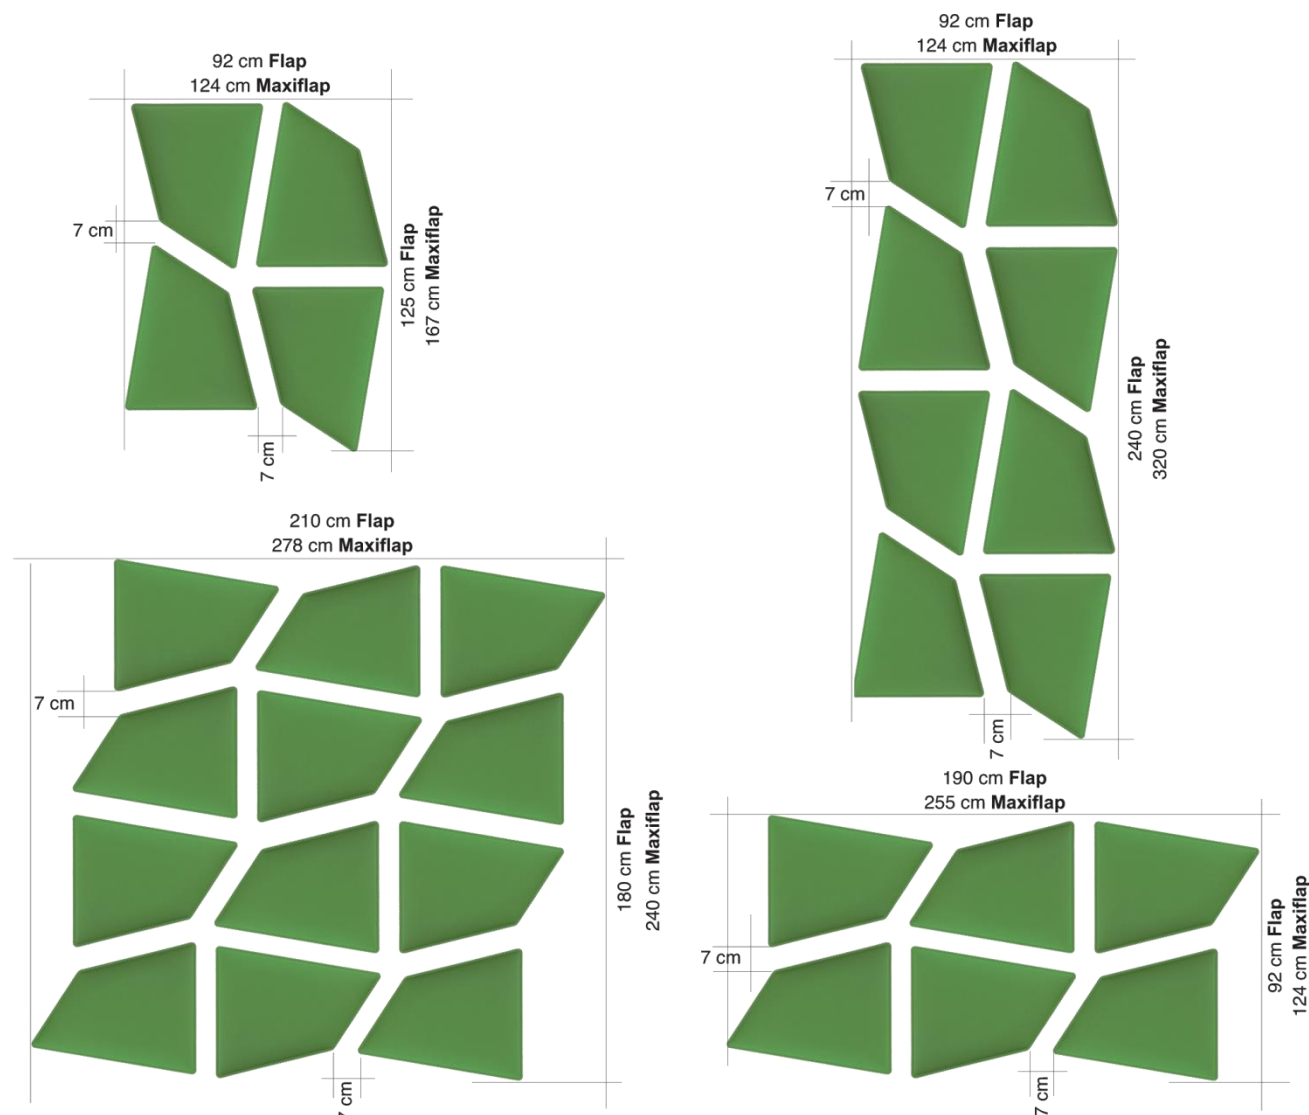 92 cm Flap
124 cm Maxiflap
7 cm
125 cm Flap
167 cm Maxiflap
7 cm
92 cm Flap
124 cm Maxiflap
7 cm
240 cm Flap
320 cm Maxiflap
7 cm
210 cm Flap
278 cm Maxiflap
7 cm
180 cm Flap
240 cm Maxiflap
7 cm
190 cm Flap
255 cm Maxiflap
7 cm
92 cm Flap
124 cm Maxiflap
7 cm